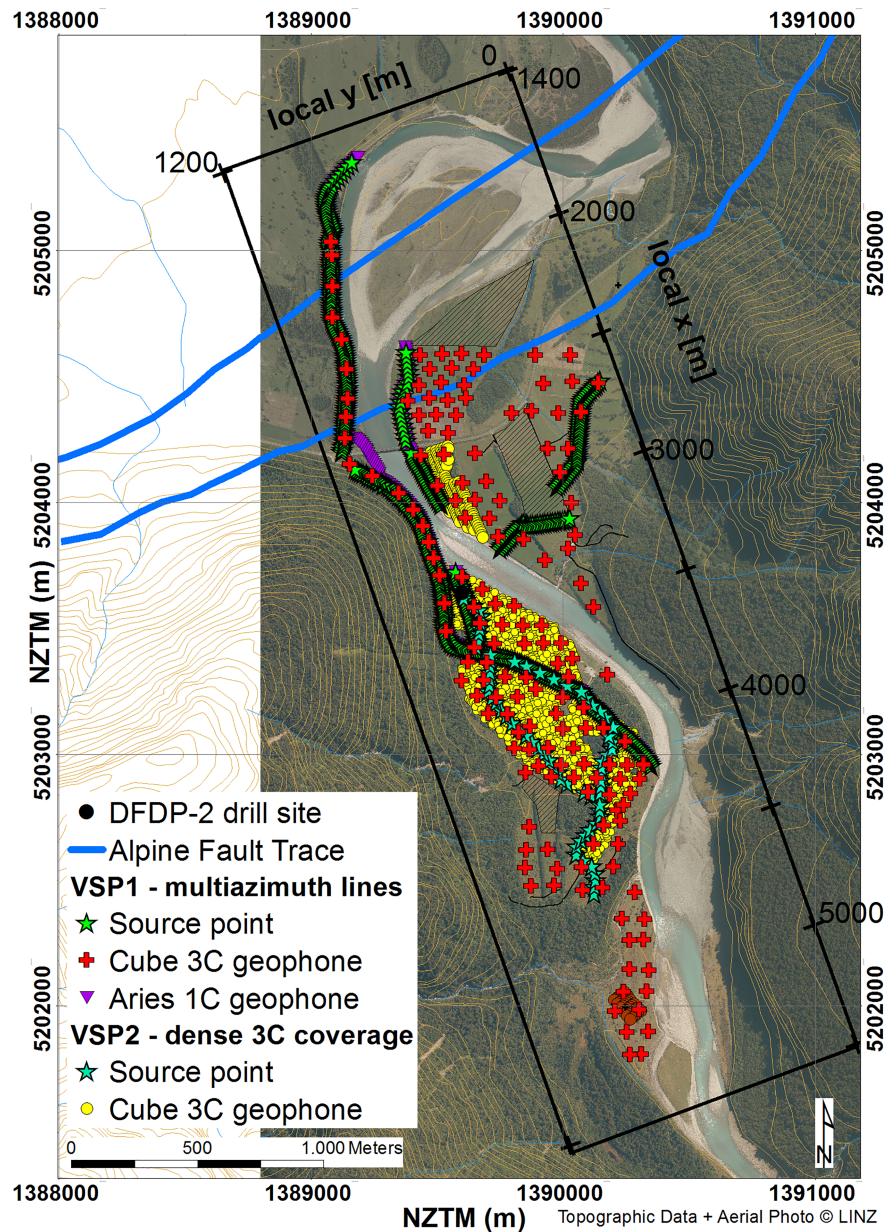 1388000 1389000 1390000 1391000
0
1400
local y [m]
1200
2000
local x [m]
3000
4000
5000
5205000
5204000
5203000
5202000
5205000
5204000
5203000
5202000
NZTM (m)
DFDP-2 drill site
Alpine Fault Trace
VSP1 - multiazimuth lines
Source point
Cube 3C geophone
Aries 1C geophone
VSP2 - dense 3C coverage
Source point
Cube 3C geophone
0 500 1.000 Meters
N
1388000 1389000 1390000 1391000
NZTM (m)
Topographic Data + Aerial Photo © LINZ